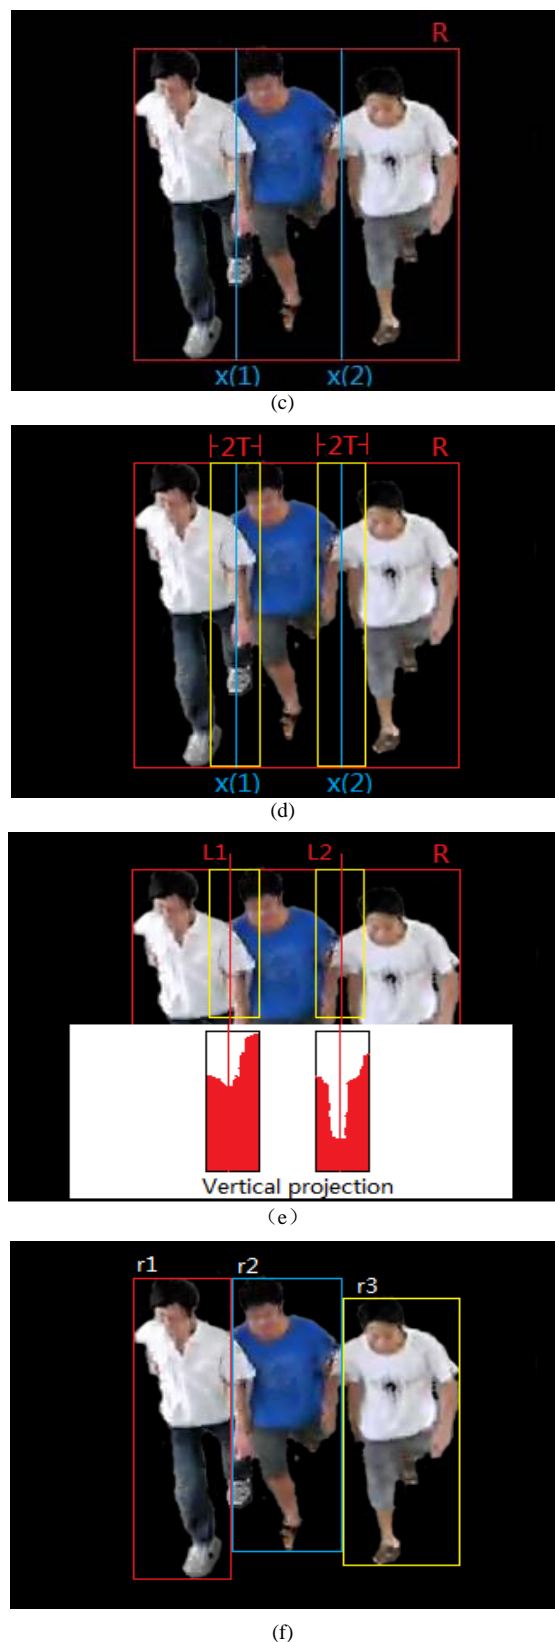 R
x(1) x(2)
(c)
2T 2T R
x(1) x(2)
(d)
L1 L2 R
Vertical projection
（e）
r1 r2
r3
(f)